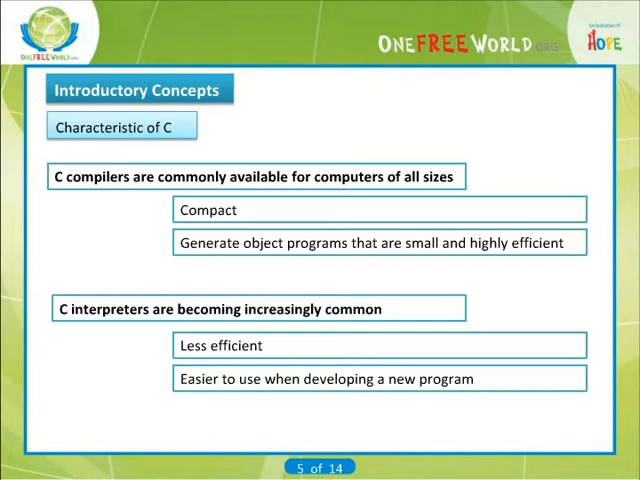 ONEFREEWORLD.ORG
ONEFREEWORLD.ORG
An Initiative Of
HOPE
Introductory Concepts
Characteristic of C
C compilers are commonly available for computers of all sizes
Compact
Generate object programs that are small and highly efficient
C interpreters are becoming increasingly common
Less efficient
Easier to use when developing a new program
5 of 14